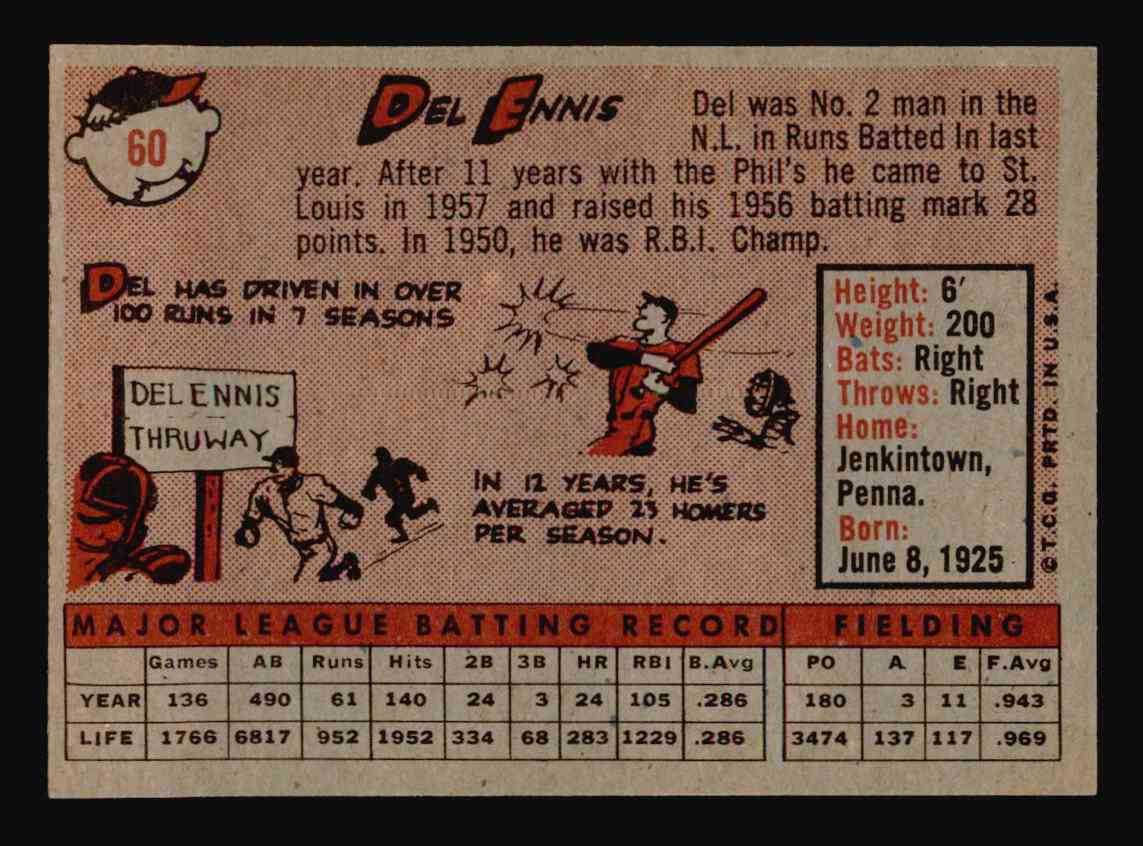 60
DEL ENNIS
Del was No. 2 man in the
N.L. in Runs Batted In last
year. After 11 years with the Phil's he came to St.
Louis in 1957 and raised his 1956 batting mark 28
points. In 1950, he was R.B.I. Champ.
DEL HAS DRIVEN IN OVER
100 RUNS IN 7 SEASONS
DEL ENNIS
THRUWAY
IN 12 YEARS, HE'S
AVERAGED 23 HOMERS
PER SEASON.
Height: 6'
Weight: 200
Bats: Right
Throws: Right
Home:
Jenkintown,
Penna.
Born:
June 8, 1925
© T.C.G. PRTD. IN U.S.A.
MAJOR LEAGUE BATTING RECORD FIELDING
Games AB Runs Hits 2B 3B HR RBI B.Avg PO A E F.Avg
YEAR 136 490 61 140 24 3 24 105 .286 180 3 11 .943
LIFE 1766 6817 952 1952 334 68 283 1229 .286 3474 137 117 .969